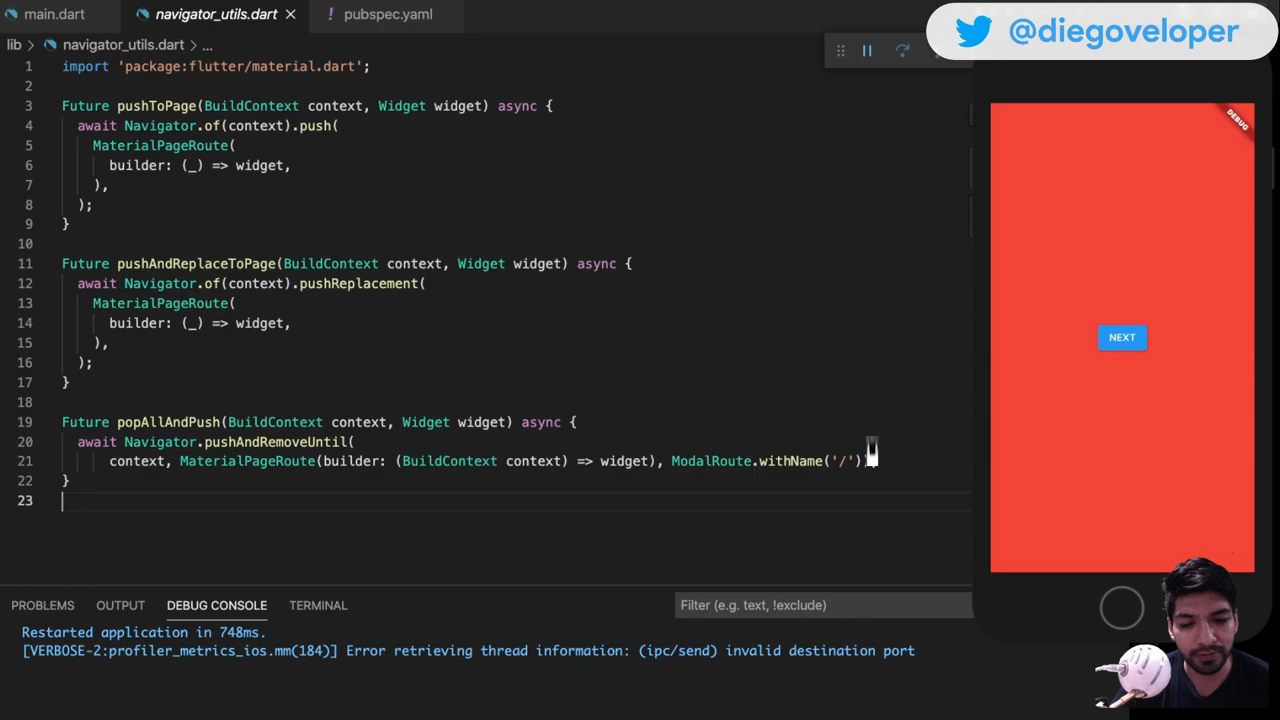 main.dart
navigator_utils.dart
pubspec.yaml
@diegoveloper
lib > navigator_utils.dart > ...
1 import 'package:flutter/material.dart';
2
3 Future pushToPage(BuildContext context, Widget widget) async {
4 await Navigator.of(context).push(
5 MaterialPageRoute(
6 builder: (_) => widget,
7 ),
8 );
9 }
10
11 Future pushAndReplaceToPage(BuildContext context, Widget widget) async {
12 await Navigator.of(context).pushReplacement(
13 MaterialPageRoute(
14 builder: (_) => widget,
15 ),
16 );
17 }
18
19 Future popAllAndPush(BuildContext context, Widget widget) async {
20 await Navigator.pushAndRemoveUntil(
21 context, MaterialPageRoute(builder: (BuildContext context) => widget), ModalRoute.withName('/')
22 }
23
DEBUG
NEXT
PROBLEMS OUTPUT DEBUG CONSOLE TERMINAL
Filter (e.g. text, !exclude)
Restarted application in 748ms.
[VERBOSE-2:profiler_metrics_ios.mm(184)] Error retrieving thread information: (ipc/send) invalid destination port